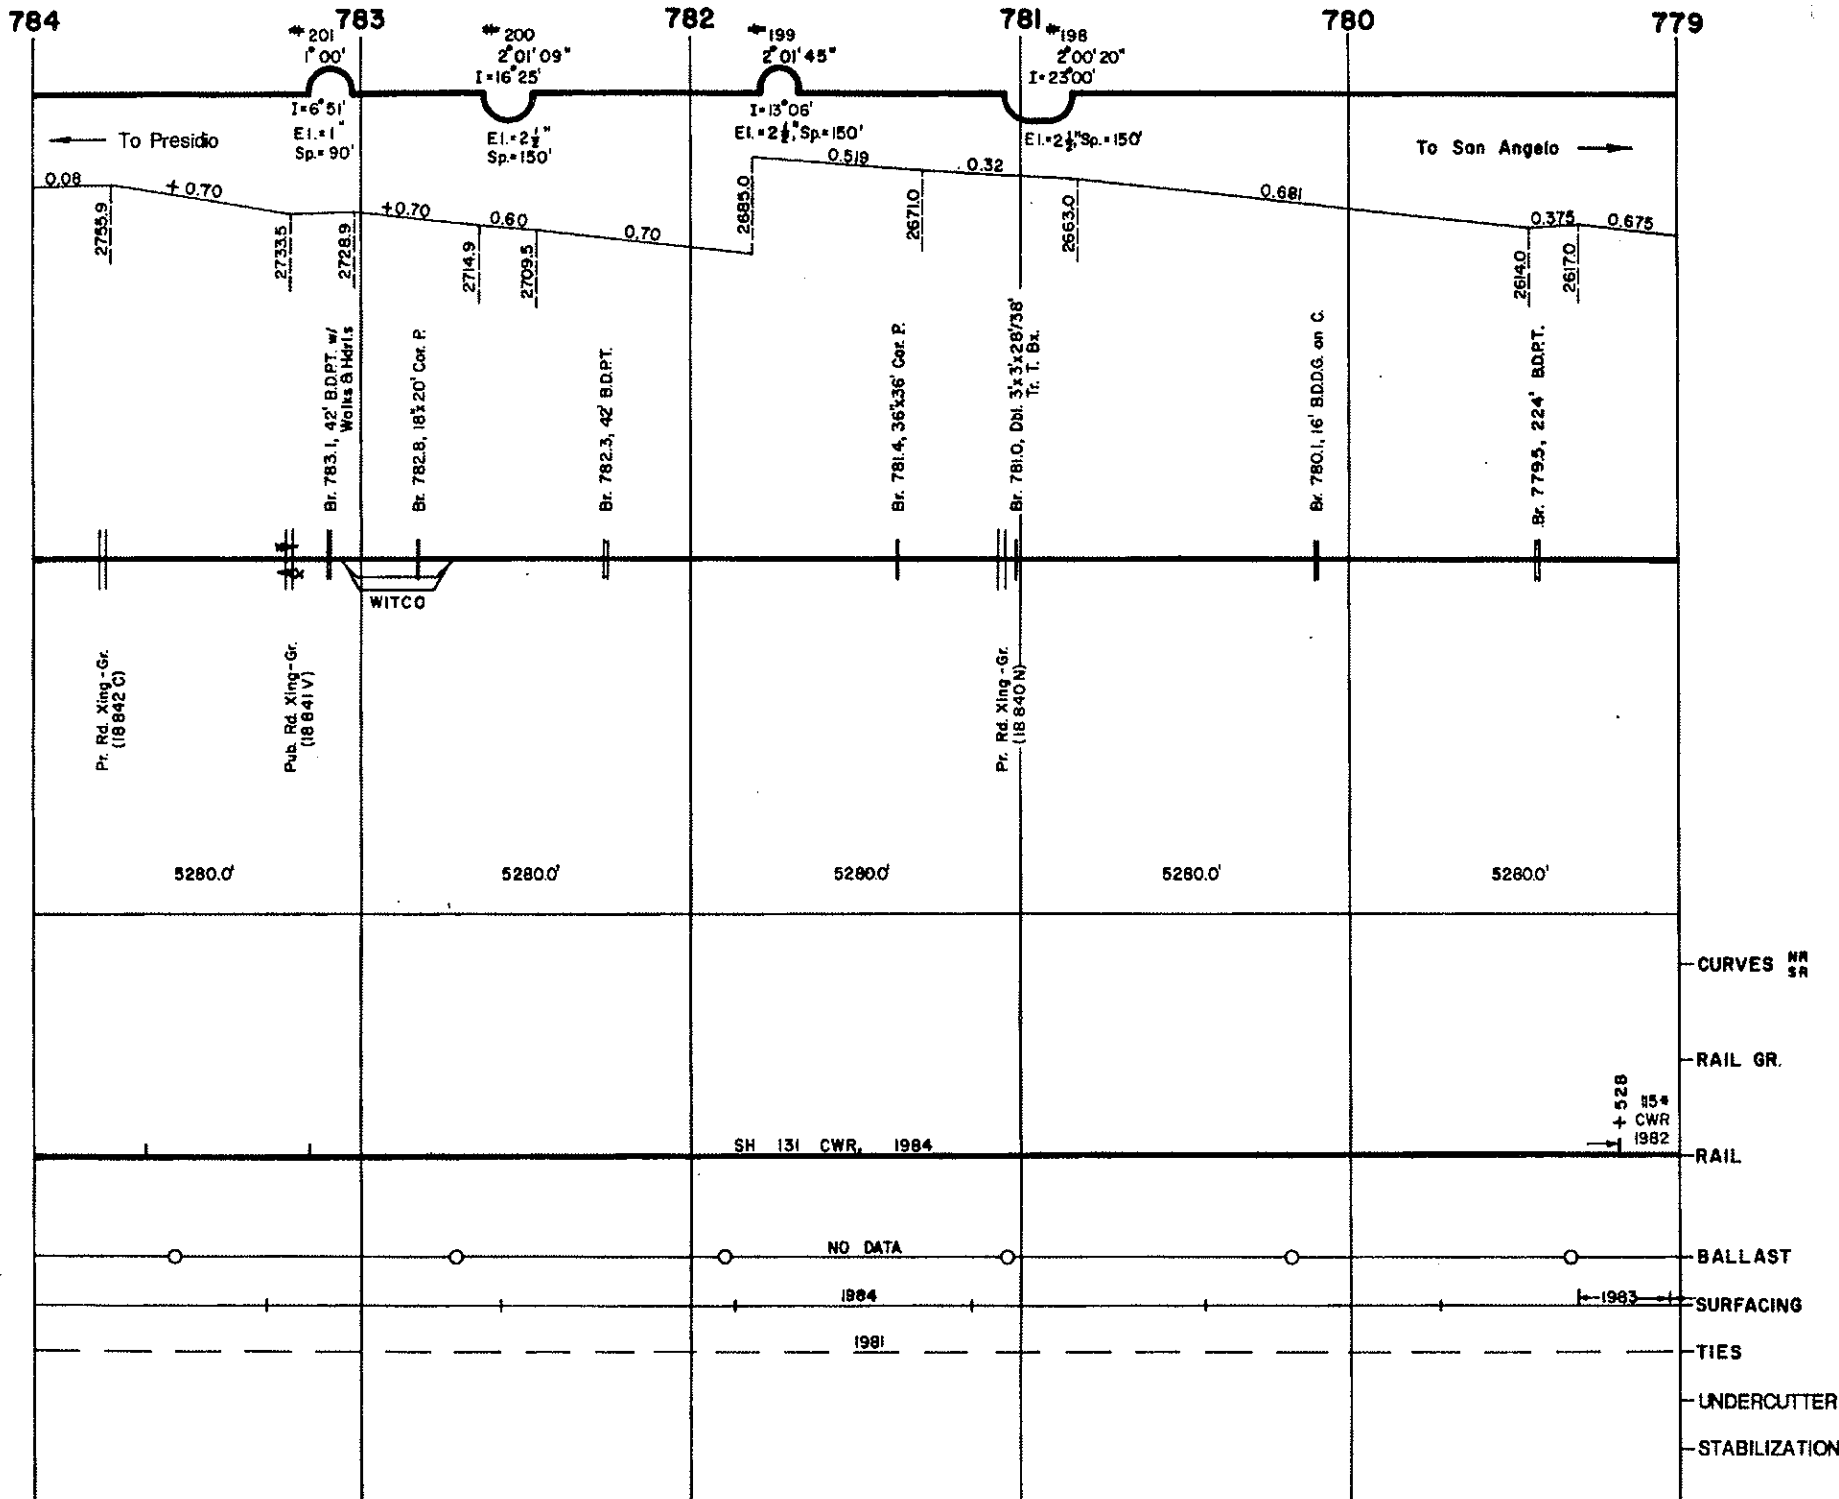 784 783 782 781 780 779
#201
1°00'
I=6°51'
El.=1"
Sp.=90'
#200
2°01'09"
I=16°25'
El.=2½"
Sp.=150'
#199
2°01'45"
I=13°06'
El.=2½", Sp.=150'
#198
2°00'20"
I=23°00'
El.=2½", Sp.=150'
To Presidio
To San Angelo
0.08 +0.70 +0.70 0.60 0.70 0.519 0.32 0.681 0.375 0.675
2755.9
2733.5
2728.9
2714.9
2709.5
2685.0
2671.0
2663.0
2614.0
2617.0
Br. 783.1, 42' B.D.P.T. w/
Walks & Hdrl.s
Br. 782.8, 18"x20' Cor. P.
Br. 782.3, 42' B.D.P.T.
Br. 781.4, 36"x36' Cor. P.
Br. 781.0, Dbl. 3'x3'x28'/38'
Tr. T. Bx.
Br. 780.1, 16' B.D.D.G. on C.
Br. 779.5, 224' B.D.P.T.
WITCO
Pr. Rd. Xing-Gr.
(18 842 C)
Pub. Rd. Xing-Gr.
(18 841 V)
Pr. Rd. Xing-Gr.
(18 840 N)
5280.0' 5280.0' 5280.0' 5280.0' 5280.0'
CURVES NR
SR
RAIL GR.
+ 528
115#
CWR
1982
SH 131 CWR, 1984
RAIL
NO DATA
BALLAST
1984
1983
SURFACING
1981
TIES
UNDERCUTTER
STABILIZATION